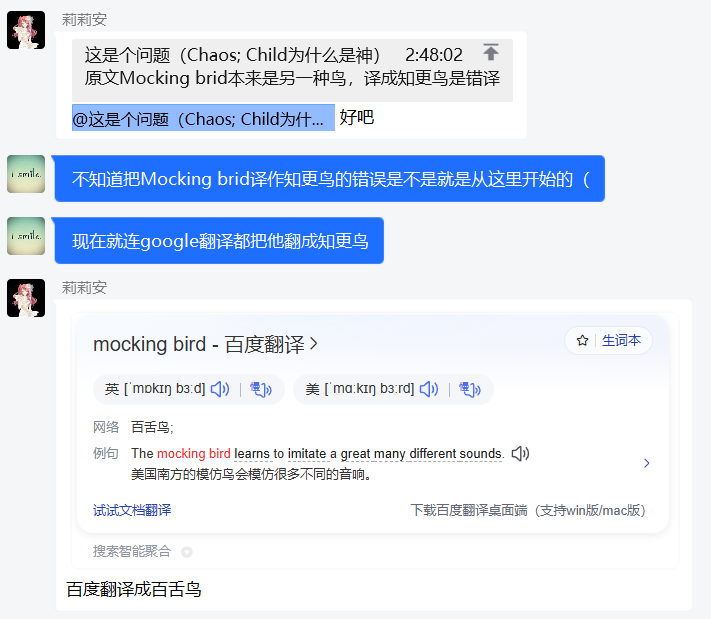 莉莉安
这是个问题（Chaos; Child为什么是神） 2:48:02
原文Mocking brid本来是另一种鸟，译成知更鸟是错译
@这是个问题（Chaos; Child为什... 好吧
i smile.
不知道把Mocking brid译作知更鸟的错误是不是就是从这里开始的（
i smile.
现在就连google翻译都把他翻成知更鸟
莉莉安
mocking bird - 百度翻译
生词本
英 [ˈmɒkɪŋ bɜːd] 慢 美 [ˈmɑːkɪŋ bɜːrd] 慢
网络 百舌鸟;
例句 The mocking bird learns to imitate a great many different sounds.
美国南方的模仿鸟会模仿很多不同的音响。
试试文档翻译 下载百度翻译桌面端（支持win版/mac版）
搜索智能聚合
百度翻译成百舌鸟